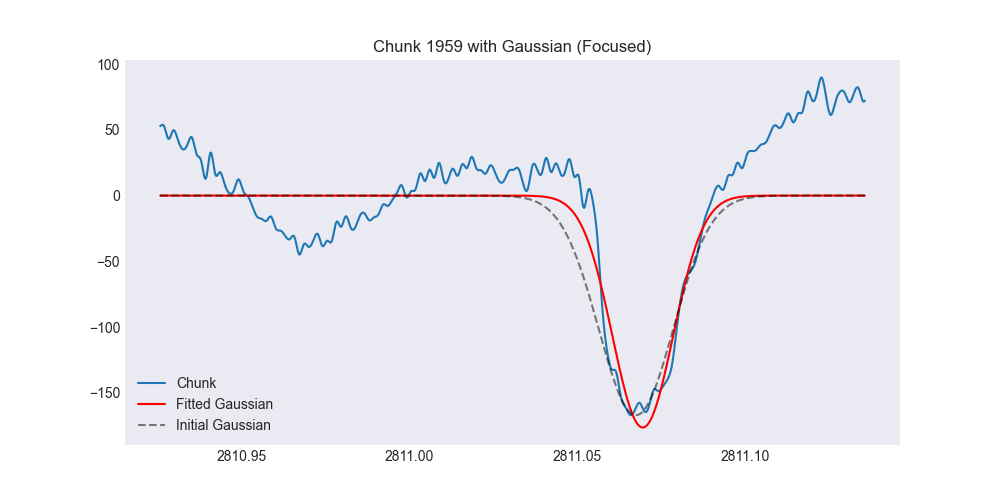 Chunk 1959 with Gaussian (Focused)
100
50
0
−50
−100
−150
Chunk
Fitted Gaussian
Initial Gaussian
2810.95 2811.00 2811.05 2811.10